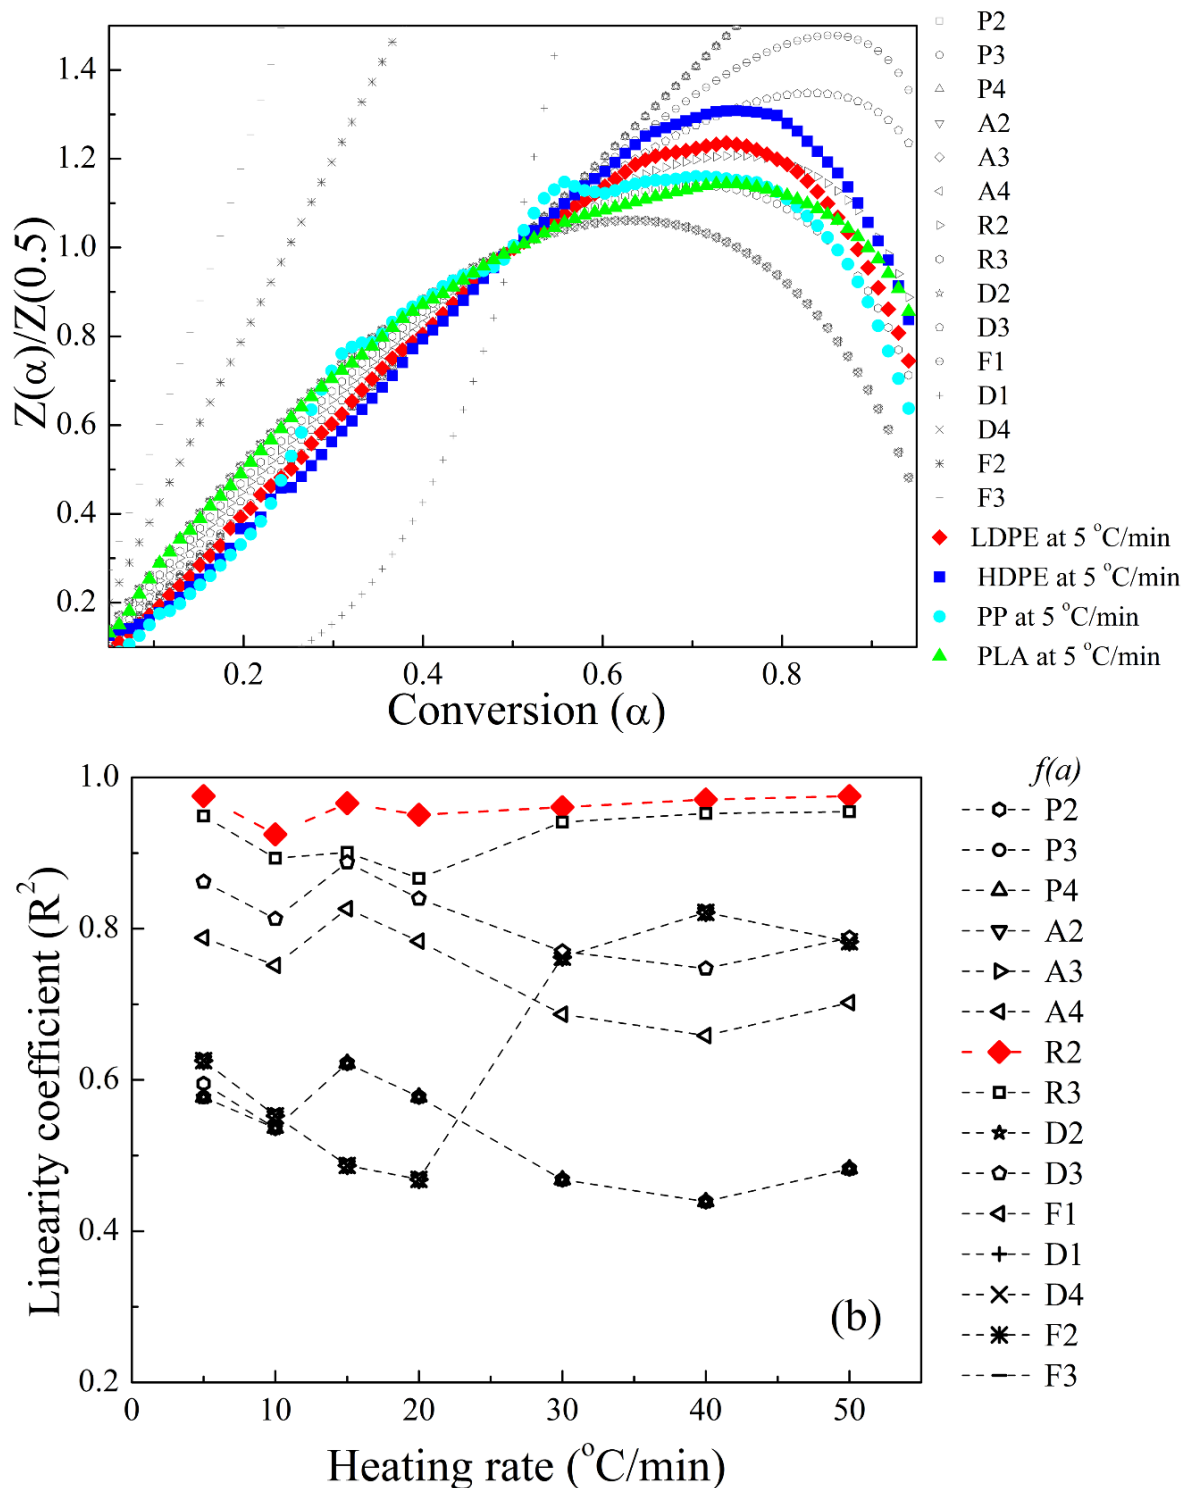 Z(α)/Z(0.5)
1.4
1.2
1.0
0.8
0.6
0.4
0.2
0.2
0.4
0.6
0.8
Conversion (α)
P2
P3
P4
A2
A3
A4
R2
R3
D2
D3
F1
D1
D4
F2
F3
LDPE at 5 °C/min
HDPE at 5 °C/min
PP at 5 °C/min
PLA at 5 °C/min
Linearity coefficient (R²)
1.0
0.8
0.6
0.4
0.2
0
10
20
30
40
50
Heating rate (°C/min)
(b)
f(a)
P2
P3
P4
A2
A3
A4
R2
R3
D2
D3
F1
D1
D4
F2
F3